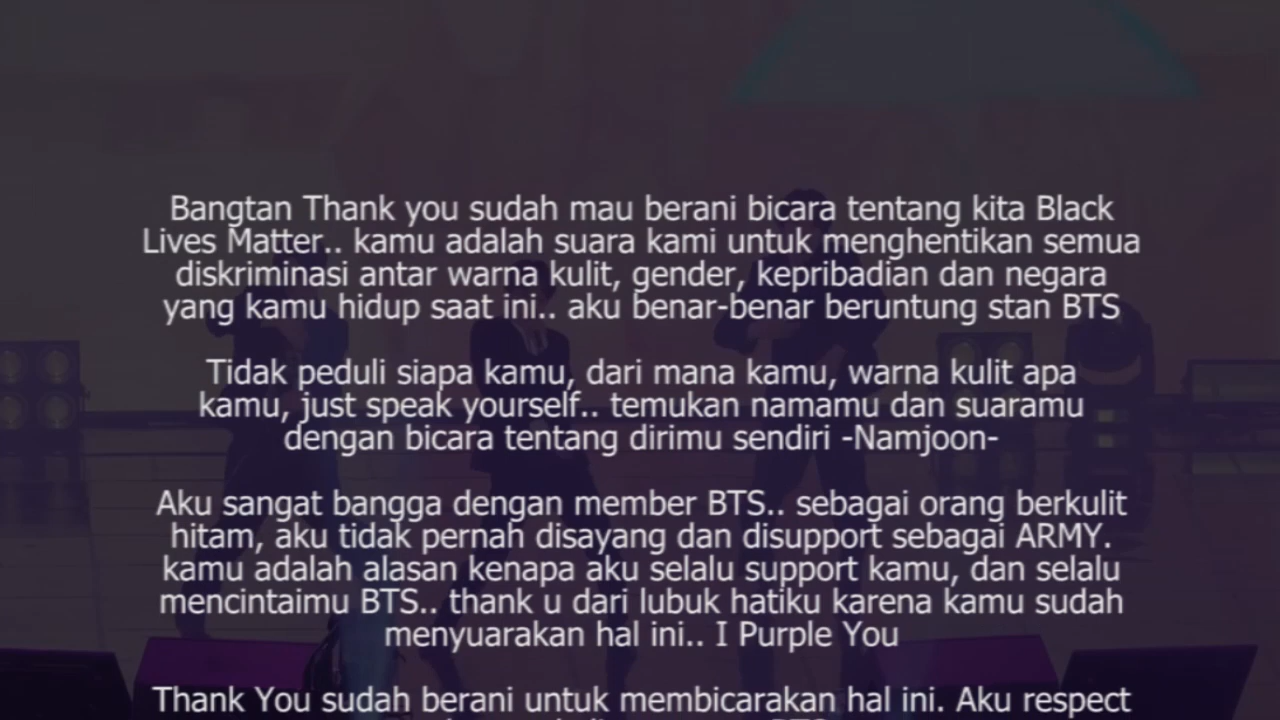 Bangtan Thank you sudah mau berani bicara tentang kita Black
Lives Matter.. kamu adalah suara kami untuk menghentikan semua
diskriminasi antar warna kulit, gender, kepribadian dan negara
yang kamu hidup saat ini.. aku benar-benar beruntung stan BTS
Tidak peduli siapa kamu, dari mana kamu, warna kulit apa
kamu, just speak yourself.. temukan namamu dan suaramu
dengan bicara tentang dirimu sendiri -Namjoon-
Aku sangat bangga dengan member BTS.. sebagai orang berkulit
hitam, aku tidak pernah disayang dan disupport sebagai ARMY.
kamu adalah alasan kenapa aku selalu support kamu, dan selalu
mencintaimu BTS.. thank u dari lubuk hatiku karena kamu sudah
menyuarakan hal ini.. I Purple You
Thank You sudah berani untuk membicarakan hal ini. Aku respect
BTS